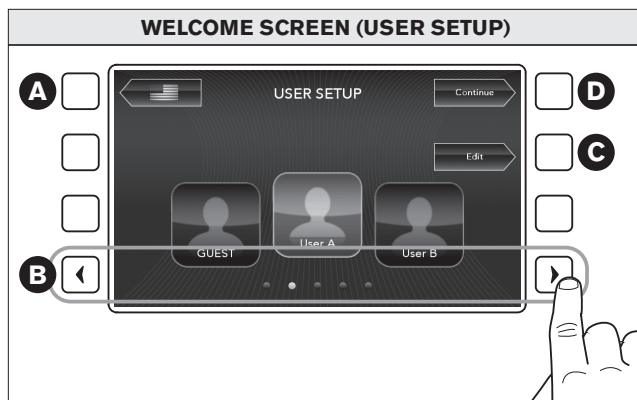 WELCOME SCREEN (USER SETUP)
A
USER SETUP
Continue
D
Edit
C
GUEST
User A
User B
B